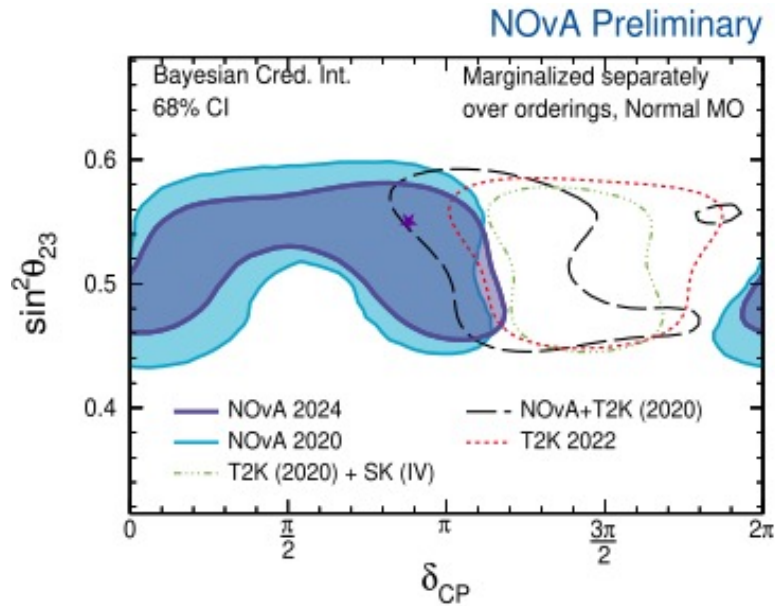 NOvA Preliminary
Bayesian Cred. Int.
68% CI
Marginalized separately
over orderings, Normal MO
0.6
0.5
0.4
sin²θ₂₃
NOvA 2024
NOvA 2020
T2K (2020) + SK (IV)
NOvA+T2K (2020)
T2K 2022
0
π/2
π
3π/2
2π
δCP